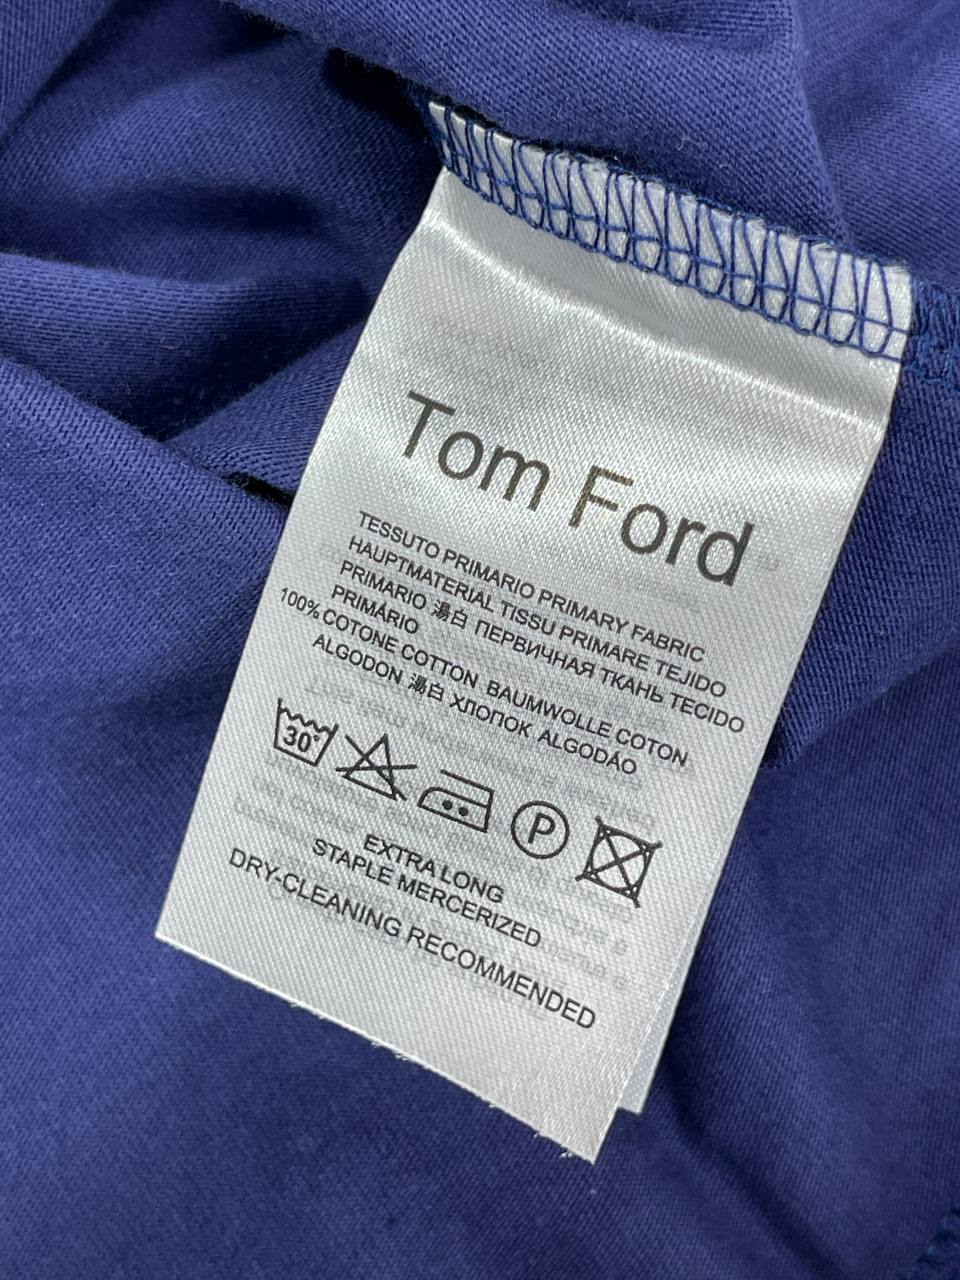 Tom Ford
TESSUTO PRIMARIO PRIMARY FABRIC
HAUPTMATERIAL TISSU PRIMARE TEJIDO
PRIMARIO 湯白 ПЕРВИЧНАЯ ТКАНЬ TECIDO
PRIMÁRIO
100% COTONE COTTON BAUMWOLLE COTON
ALGODON 湯白 ХЛОПОК ALGODÁO
30°
P
EXTRA LONG
STAPLE MERCERIZED
DRY-CLEANING RECOMMENDED